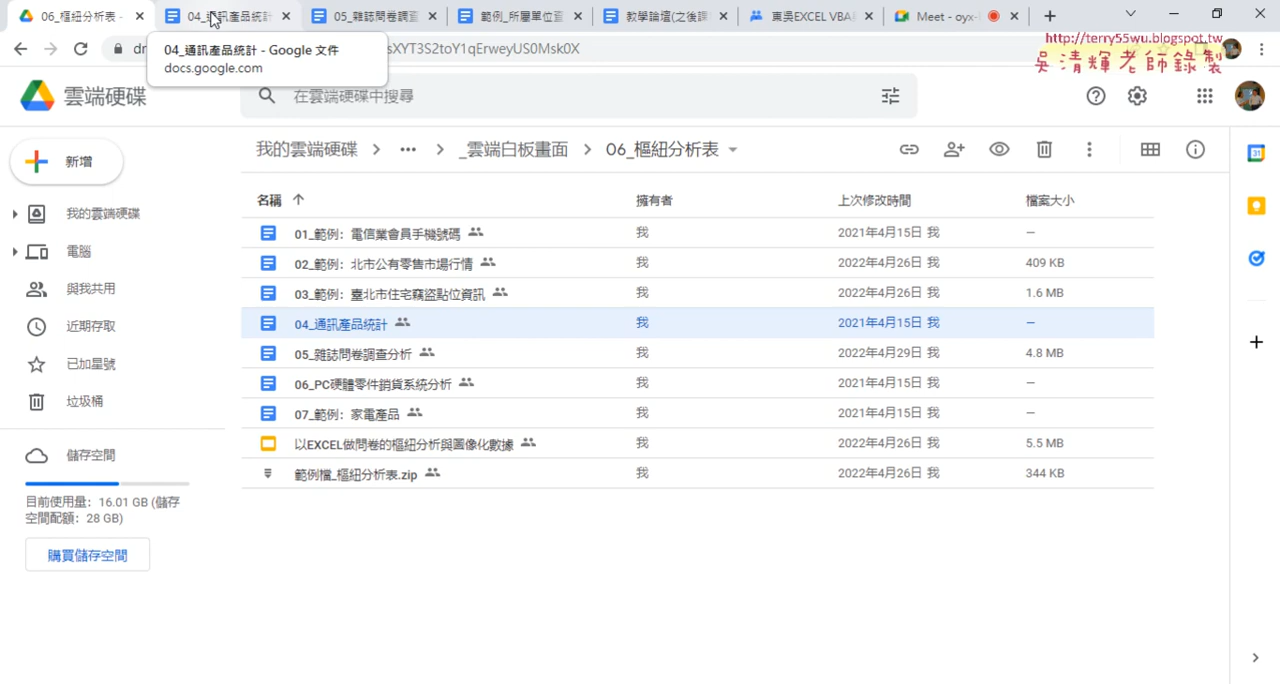 06_樞紐分析表 -
04_通訊產品統計
05_雜誌問卷調查
範例_所屬單位查
教學論壇(之後課
東吳EXCEL VBA
Meet - oyx-
http://terry55wu.blogspot.tw
吳清輝老師錄製
04_通訊產品統計 - Google 文件
docs.google.com
sXYT3S2toY1qErweyUS0Msk0X
雲端硬碟
在雲端硬碟中搜尋
新增
我的雲端硬碟
電腦
與我共用
近期存取
已加星號
垃圾桶
儲存空間
目前使用量：16.01 GB (儲存
空間配額：28 GB)
購買儲存空間
我的雲端硬碟 > ... > _雲端白板畫面 > 06_樞紐分析表
名稱 擁有者 上次修改時間 檔案大小
01_範例：電信業會員手機號碼 我 2021年4月15日 我 –
02_範例：北市公有零售市場行情 我 2022年4月26日 我 409 KB
03_範例：臺北市住宅竊盜點位資訊 我 2022年4月26日 我 1.6 MB
04_通訊產品統計 我 2021年4月15日 我 –
05_雜誌問卷調查分析 我 2022年4月29日 我 4.8 MB
06_PC硬體零件銷貨系統分析 我 2021年4月15日 我 –
07_範例：家電產品 我 2021年4月15日 我 –
以EXCEL做問卷的樞紐分析與圖像化數據 我 2022年4月26日 我 5.5 MB
範例檔_樞紐分析表.zip 我 2022年4月26日 我 344 KB
31